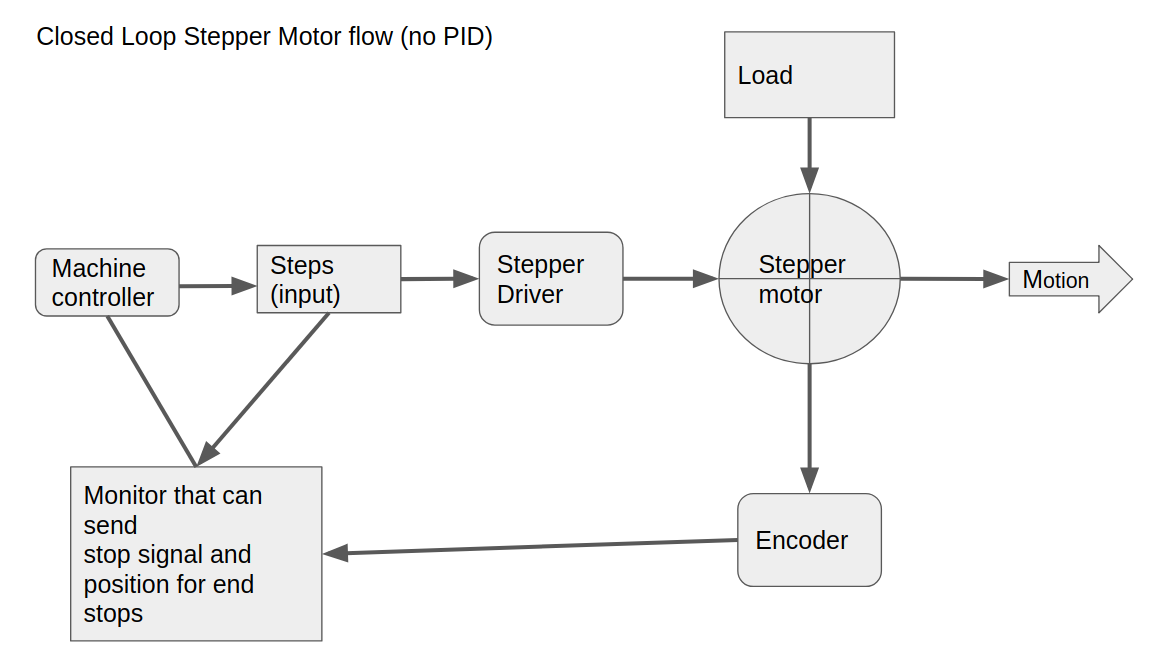 Closed Loop Stepper Motor flow (no PID)
Load
Machine
controller
Steps
(input)
Stepper
Driver
Stepper
motor
Motion
Monitor that can
send
stop signal and
position for end
stops
Encoder